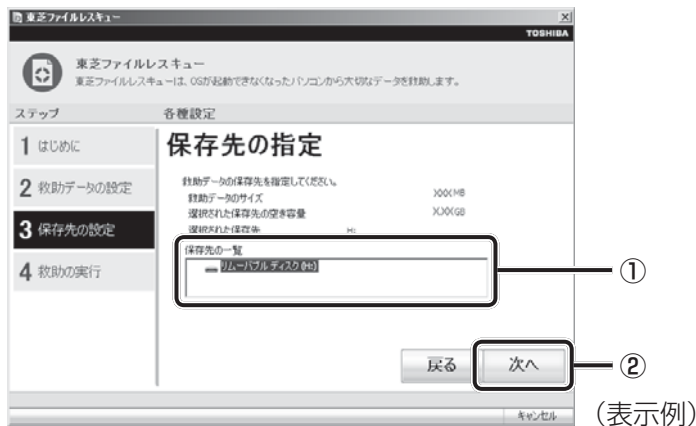 東芝ファイルレスキュー
TOSHIBA
東芝ファイルレスキュー
東芝ファイルレスキューは、OSが起動できなくなったパソコンから大切なデータを救助します。
ステップ
各種設定
1 はじめに
2 救助データの設定
3 保存先の設定
4 救助の実行
保存先の指定
救助データの保存先を指定してください。
救助データのサイズ XXXX MB
選択された保存先の空き容量 XXXX GB
選択された保存先 H:
保存先の一覧
リムーバブル ディスク (H:)
①
戻る
次へ
②
キャンセル
(表示例)